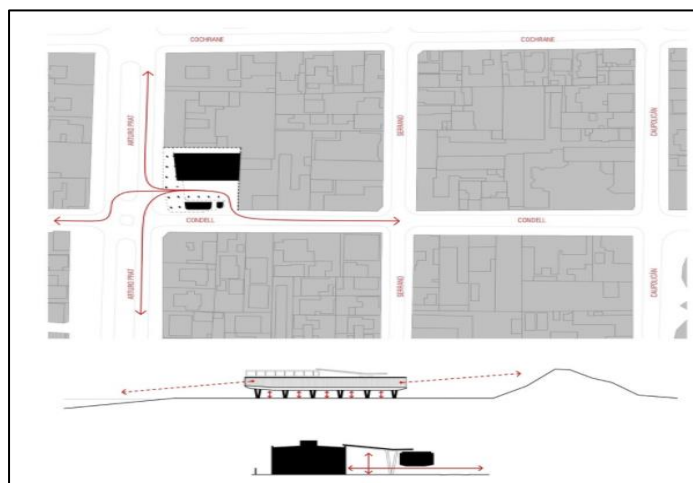 COCHRANE
COCHRANE
ARTURO PRAT
SERRANO
CAUPOLICÁN
CONDELL
CONDELL
ARTURO PRAT
SERRANO
CAUPOLICÁN